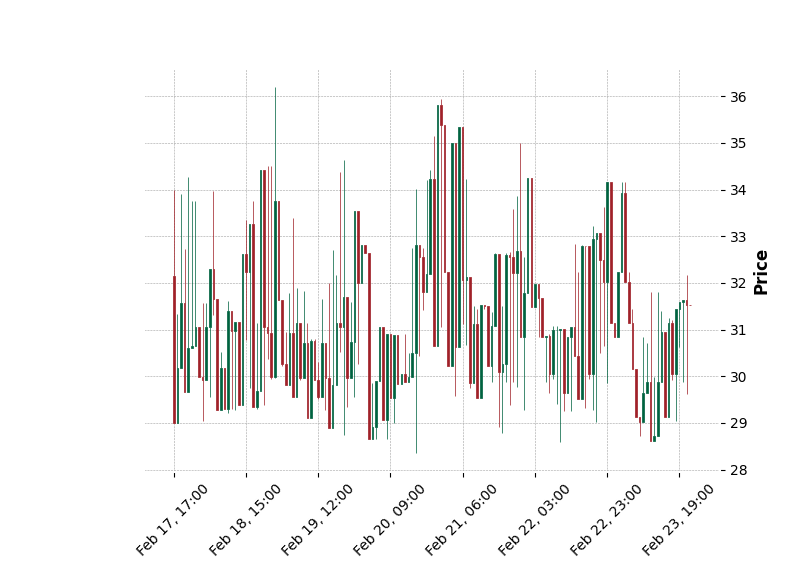 36
35
34
33
32
31
30
29
28
Price
Feb 17, 17:00
Feb 18, 15:00
Feb 19, 12:00
Feb 20, 09:00
Feb 21, 06:00
Feb 22, 03:00
Feb 22, 23:00
Feb 23, 19:00